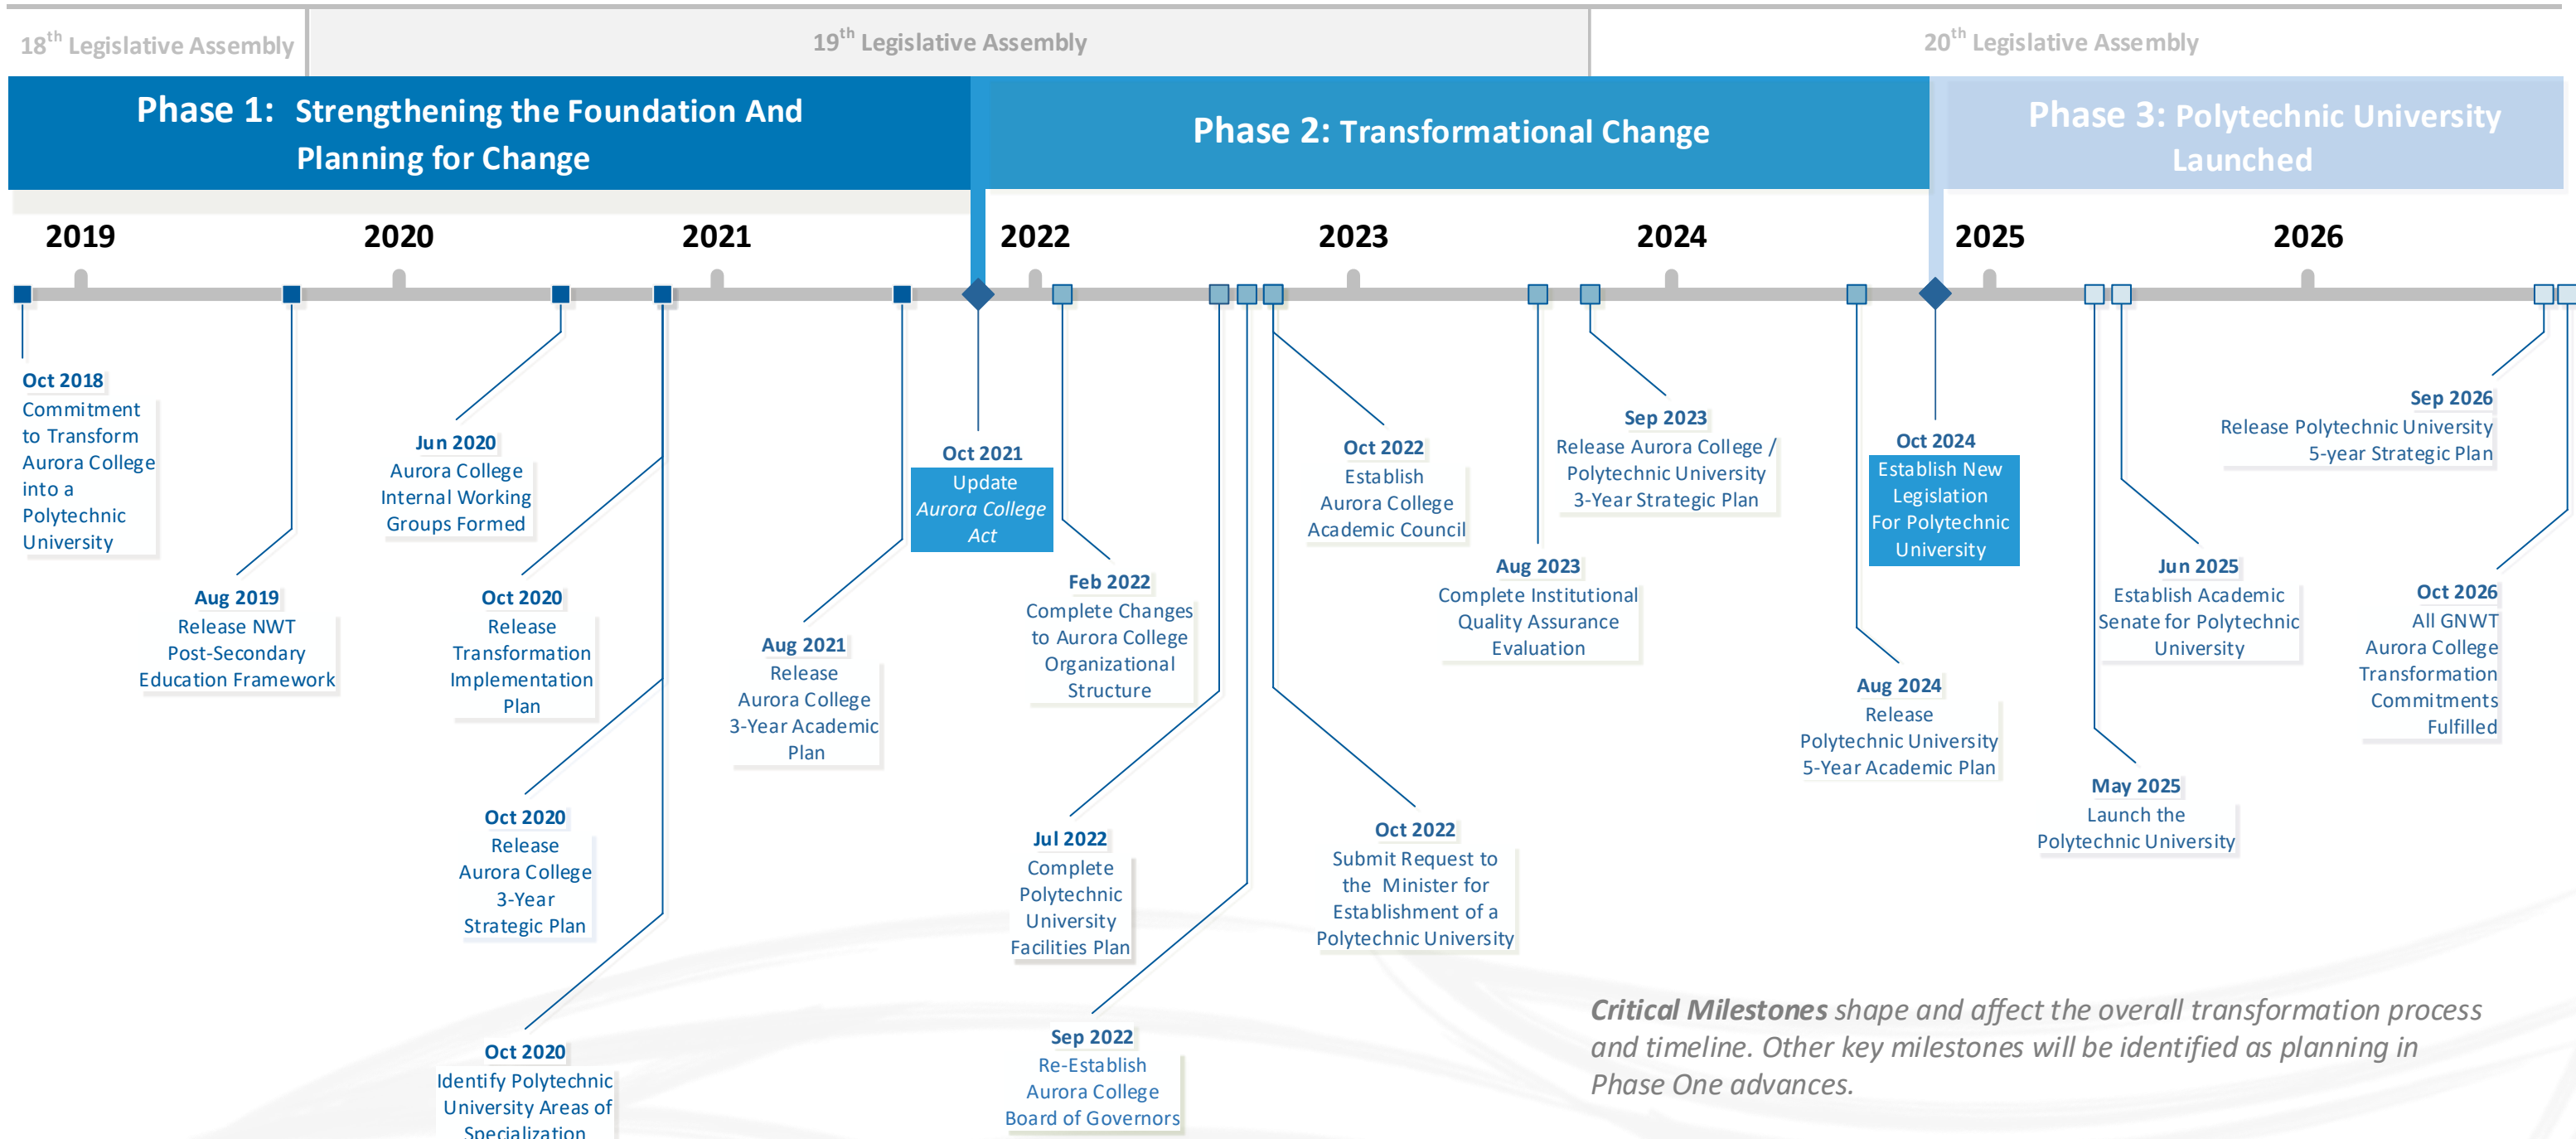 18th Legislative Assembly
19th Legislative Assembly
20th Legislative Assembly
Phase 1: Strengthening the Foundation And
Planning for Change
Phase 2: Transformational Change
Phase 3: Polytechnic University
Launched
2019
2020
2021
2022
2023
2024
2025
2026
Oct 2018
Commitment
to Transform
Aurora College
into a
Polytechnic
University
Aug 2019
Release NWT
Post-Secondary
Education Framework
Jun 2020
Aurora College
Internal Working
Groups Formed
Oct 2020
Release
Transformation
Implementation
Plan
Oct 2020
Release
Aurora College
3-Year
Strategic Plan
Oct 2020
Identify Polytechnic
University Areas of
Specialization
Aug 2021
Release
Aurora College
3-Year Academic
Plan
Oct 2021
Update
Aurora College
Act
Feb 2022
Complete Changes
to Aurora College
Organizational
Structure
Jul 2022
Complete
Polytechnic
University
Facilities Plan
Sep 2022
Re-Establish
Aurora College
Board of Governors
Oct 2022
Establish
Aurora College
Academic Council
Oct 2022
Submit Request to
the Minister for
Establishment of a
Polytechnic University
Aug 2023
Complete Institutional
Quality Assurance
Evaluation
Sep 2023
Release Aurora College /
Polytechnic University
3-Year Strategic Plan
Aug 2024
Release
Polytechnic University
5-Year Academic Plan
Oct 2024
Establish New
Legislation
For Polytechnic
University
May 2025
Launch the
Polytechnic University
Jun 2025
Establish Academic
Senate for Polytechnic
University
Sep 2026
Release Polytechnic University
5-year Strategic Plan
Oct 2026
All GNWT
Aurora College
Transformation
Commitments
Fulfilled
Critical Milestones shape and affect the overall transformation process
and timeline. Other key milestones will be identified as planning in
Phase One advances.